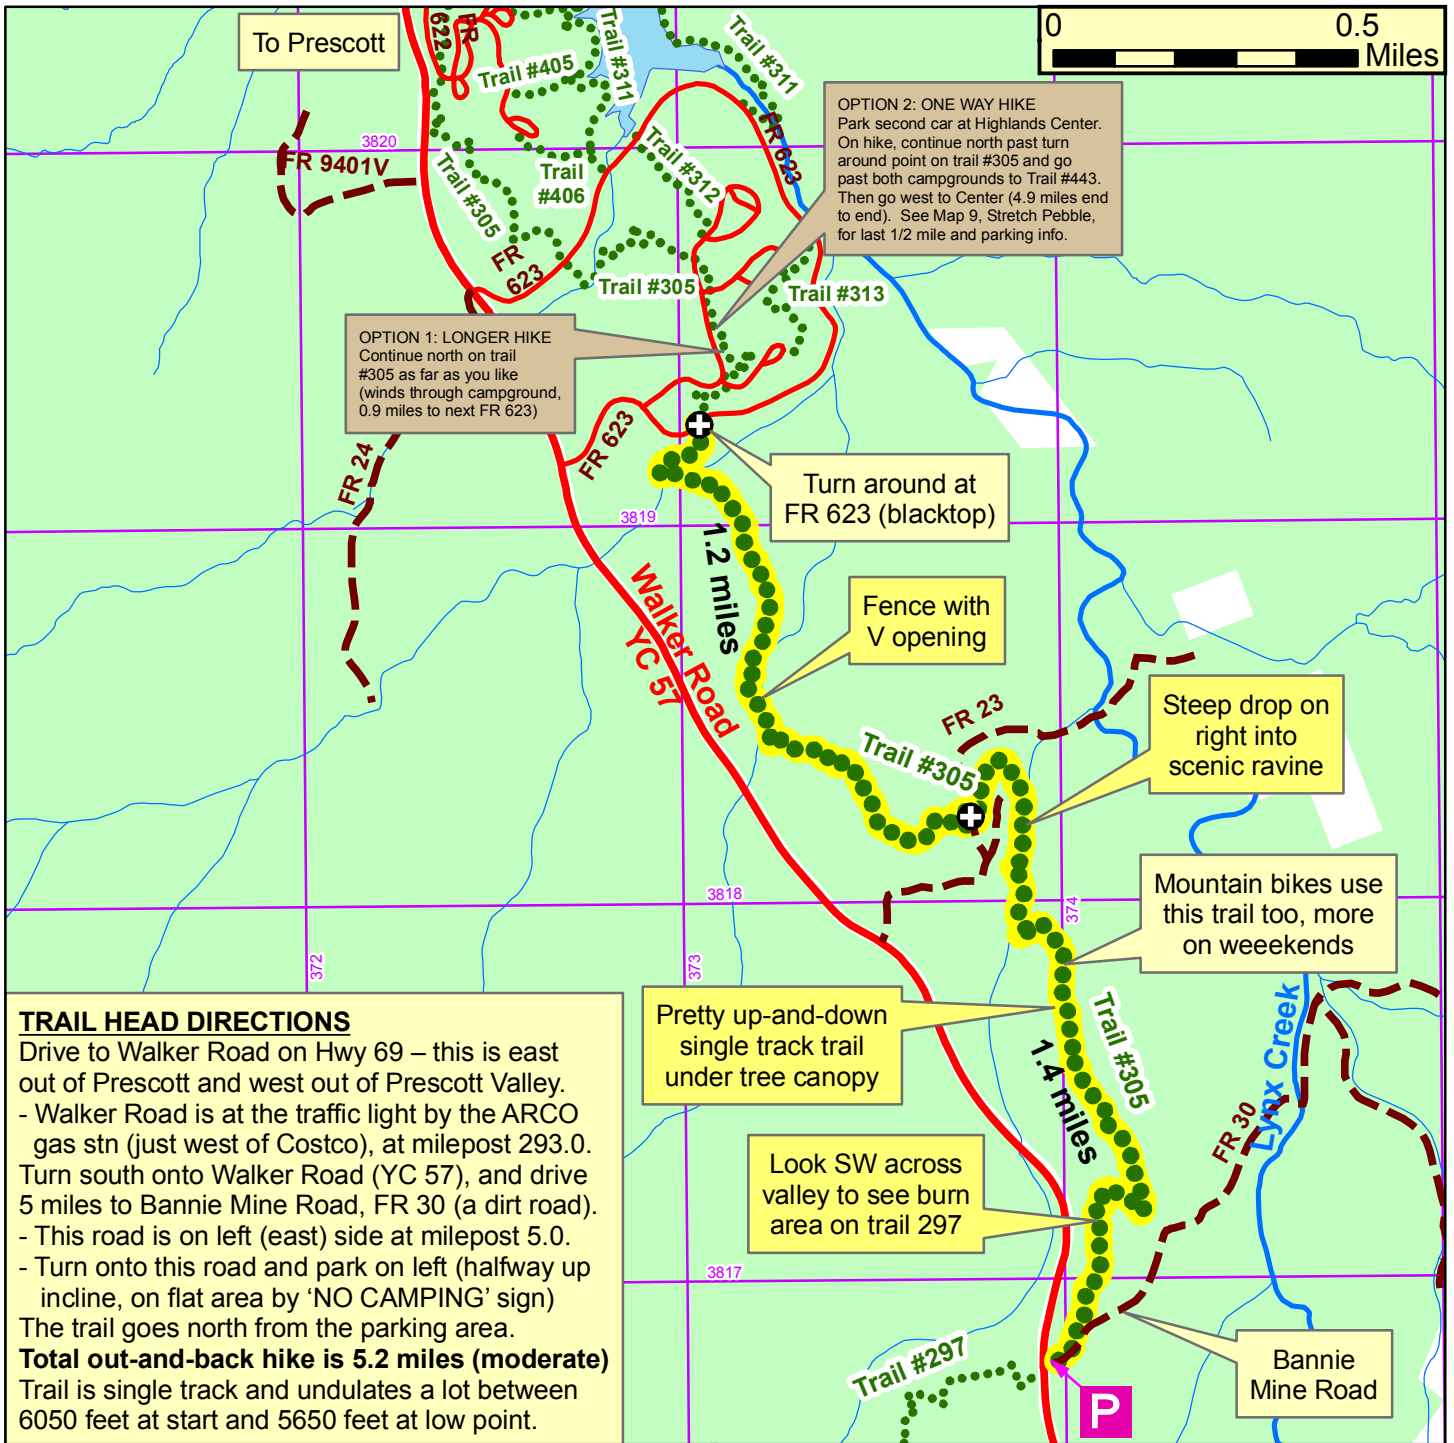 To Prescott
0 0.5
Miles
FR
622
Trail #405
Trail #311
Trail #311
FR 623
OPTION 2: ONE WAY HIKE
Park second car at Highlands Center.
On hike, continue north past turn
around point on trail #305 and go
past both campgrounds to Trail #443.
Then go west to Center (4.9 miles end
to end). See Map 9, Stretch Pebble,
for last 1/2 mile and parking info.
3820
FR 9401V
Trail #305
Trail
#406
Trail #312
FR
623
Trail #305
Trail #313
OPTION 1: LONGER HIKE
Continue north on trail
#305 as far as you like
(winds through campground,
0.9 miles to next FR 623)
FR 24
FR 623
Turn around at
FR 623 (blacktop)
3819
1.2 miles
Walker Road
YC 57
Fence with
V opening
FR 23
Trail #305
Steep drop on
right into
scenic ravine
3818
374
Mountain bikes use
this trail too, more
on weeekends
372
373
Pretty up-and-down
single track trail
under tree canopy
Trail #305
1.4 miles
Lynx Creek
FR 30
Look SW across
valley to see burn
area on trail 297
3817
TRAIL HEAD DIRECTIONS
Drive to Walker Road on Hwy 69 – this is east
out of Prescott and west out of Prescott Valley.
- Walker Road is at the traffic light by the ARCO
gas stn (just west of Costco), at milepost 293.0.
Turn south onto Walker Road (YC 57), and drive
5 miles to Bannie Mine Road, FR 30 (a dirt road).
- This road is on left (east) side at milepost 5.0.
- Turn onto this road and park on left (halfway up
incline, on flat area by ‘NO CAMPING’ sign)
The trail goes north from the parking area.
Total out-and-back hike is 5.2 miles (moderate)
Trail is single track and undulates a lot between
6050 feet at start and 5650 feet at low point.
Trail #297
Bannie
Mine Road
P